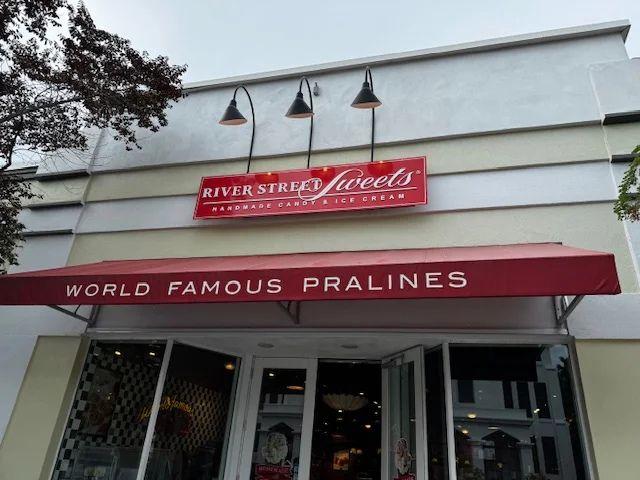 RIVER STREET Sweets®
HANDMADE CANDY & ICE CREAM
WORLD FAMOUS PRALINES